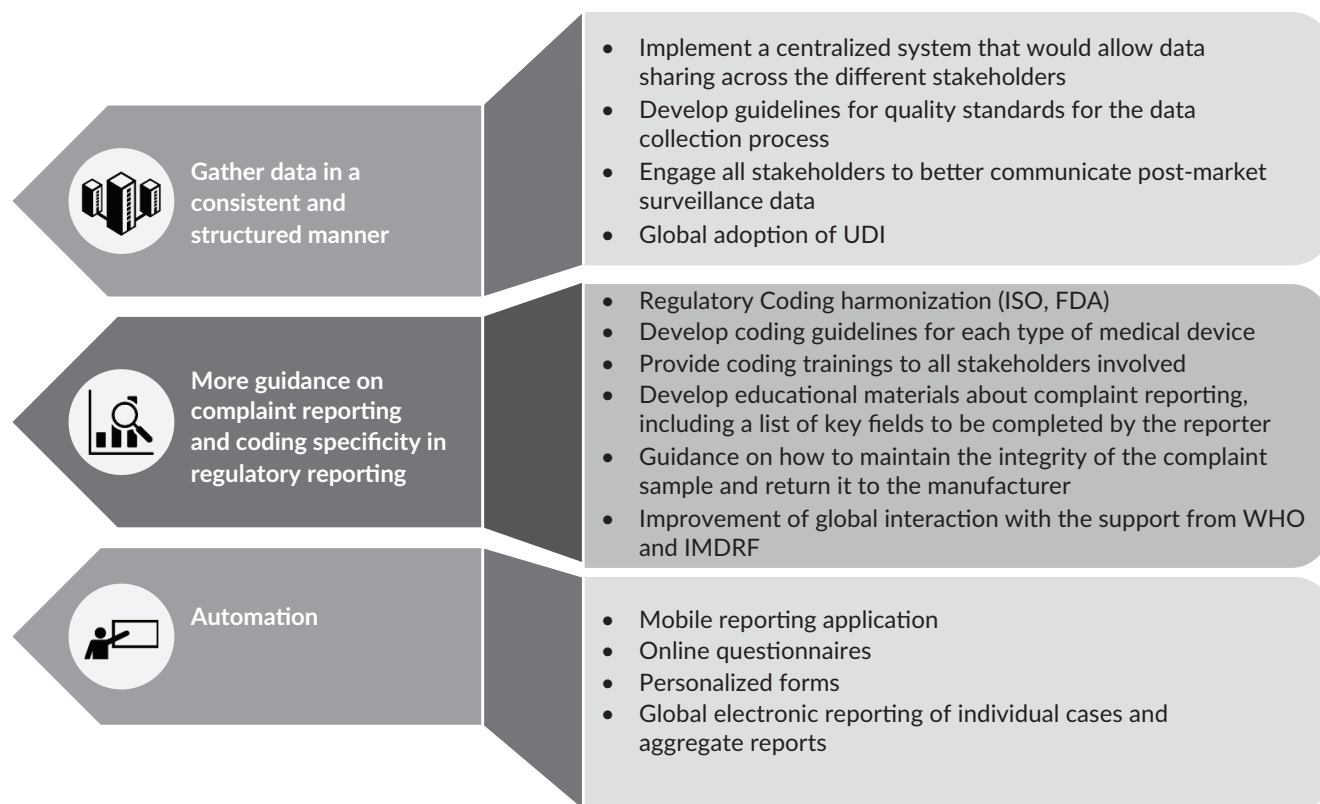 Gather data in a
consistent and
structured manner
• Implement a centralized system that would allow data
sharing across the different stakeholders
• Develop guidelines for quality standards for the data
collection process
• Engage all stakeholders to better communicate post-market
surveillance data
• Global adoption of UDI
More guidance on
complaint reporting
and coding specificity in
regulatory reporting
• Regulatory Coding harmonization (ISO, FDA)
• Develop coding guidelines for each type of medical device
• Provide coding trainings to all stakeholders involved
• Develop educational materials about complaint reporting,
including a list of key fields to be completed by the reporter
• Guidance on how to maintain the integrity of the complaint
sample and return it to the manufacturer
• Improvement of global interaction with the support from WHO
and IMDRF
Automation
• Mobile reporting application
• Online questionnaires
• Personalized forms
• Global electronic reporting of individual cases and
aggregate reports